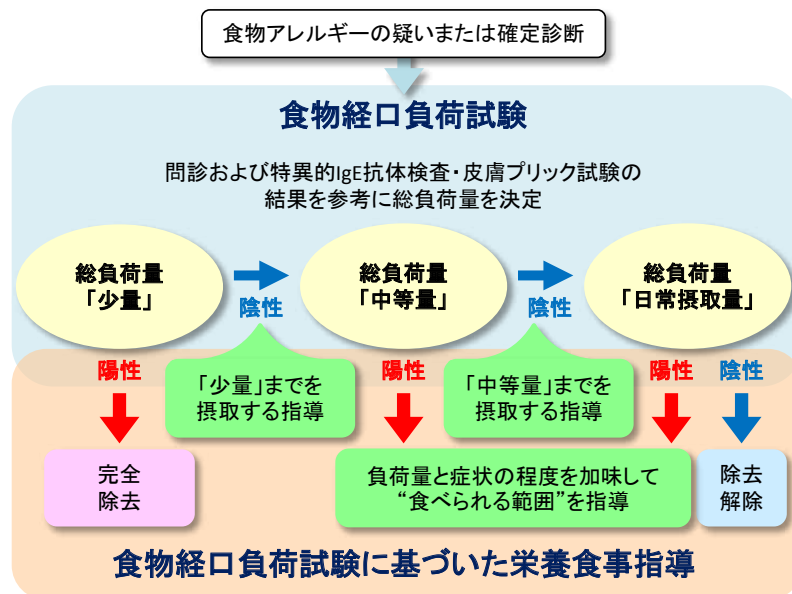 食物アレルギーの疑いまたは確定診断
食物経口負荷試験
問診および特異的IgE抗体検査・皮膚プリック試験の
結果を参考に総負荷量を決定
総負荷量
「少量」
陰性
総負荷量
「中等量」
陰性
総負荷量
「日常摂取量」
陽性
「少量」までを
摂取する指導
陽性
「中等量」までを
摂取する指導
陽性
陰性
完全
除去
負荷量と症状の程度を加味して
“食べられる範囲”を指導
除去
解除
食物経口負荷試験に基づいた栄養食事指導